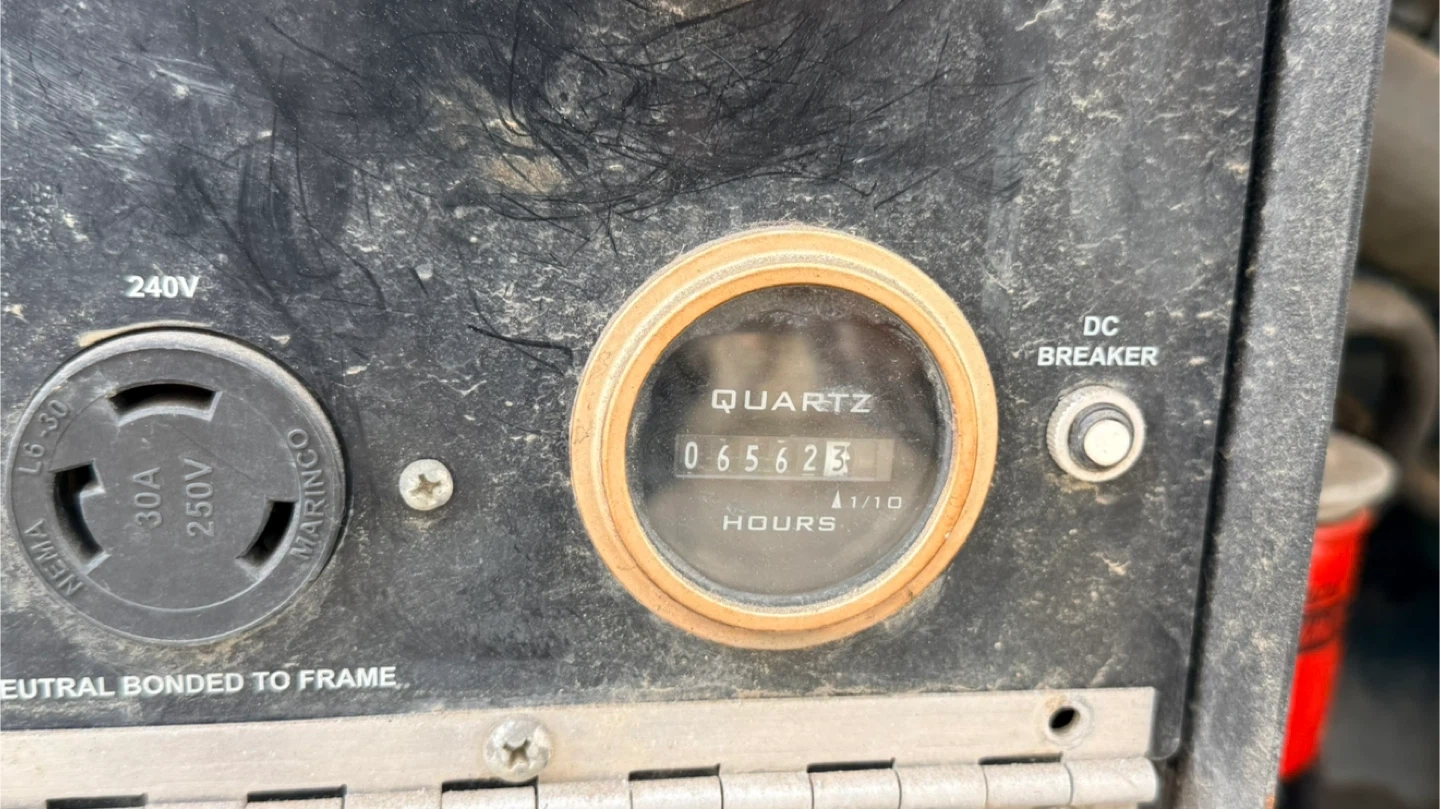 240V
L6-30
30A
250V
NEMA
MARINCO
EUTRAL BONDED TO FRAME
QUARTZ
065623
1/10
HOURS
DC
BREAKER